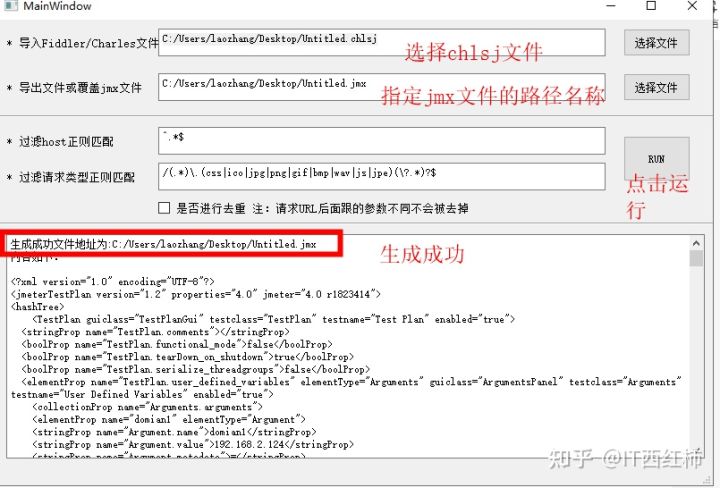 MainWindow
* 导入Fiddler/Charles文件
C:/Users/laozhang/Desktop/Untitled.chlsj
选择chlsj文件
选择文件
* 导出文件或覆盖jmx文件
C:/Users/laozhang/Desktop/Untitled.jmx
指定jmx文件的路径名称
选择文件
* 过滤host正则匹配
^.*$
RUN
* 过滤请求类型正则匹配
/(.*)\.(css|ico|jpg|png|gif|bmp|wav|js|jpe)(\?.*)?$
点击运行
是否进行去重 注: 请求URL后面跟的参数不同不会被去掉
生成成功文件地址为:C:/Users/laozhang/Desktop/Untitled.jmx
生成成功
内容如下:
<?xml version="1.0" encoding="UTF-8"?>
<jmeterTestPlan version="1.2" properties="4.0" jmeter="4.0 r1823414">
<hashTree>
<TestPlan guiclass="TestPlanGui" testclass="TestPlan" testname="Test Plan" enabled="true">
<stringProp name="TestPlan.comments"></stringProp>
<boolProp name="TestPlan.functional_mode">false</boolProp>
<boolProp name="TestPlan.tearDown_on_shutdown">true</boolProp>
<boolProp name="TestPlan.serialize_threadgroups">false</boolProp>
<elementProp name="TestPlan.user_defined_variables" elementType="Arguments" guiclass="ArgumentsPanel" testclass="Arguments"
testname="User Defined Variables" enabled="true">
<collectionProp name="Arguments.arguments">
<elementProp name="domian1" elementType="Argument">
<stringProp name="Argument.name">domian1</stringProp>
<stringProp name="Argument.value">192.168.2.124</stringProp>
<stringProp name="Argument.metadata">=</stringProp>
知乎 @IT西红柿